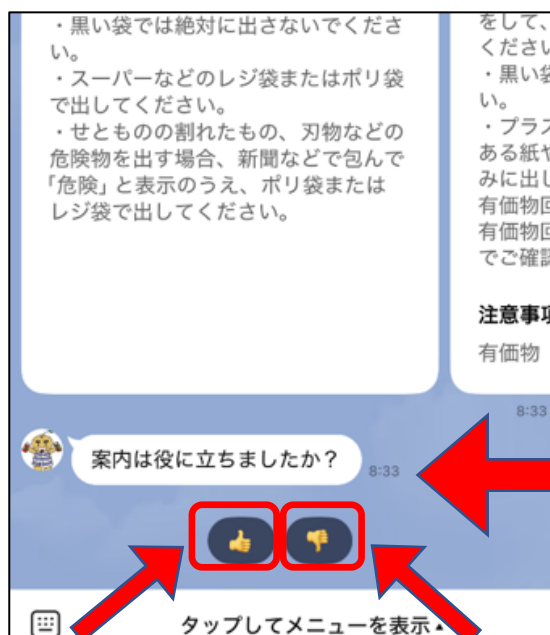 ・黒い袋では絶対に出さないでくださ
い。
・スーパーなどのレジ袋またはポリ袋
で出してください。
・せとものの割れたもの、刃物などの
危険物を出す場合、新聞などで包んで
「危険」と表示のうえ、ポリ袋または
レジ袋で出してください。
をして、
ください
・黒い袋
い。
・プラス
ある紙や
みに出し
有価物回
有価物回
でご確認
注意事項
有価物
8:33
案内は役に立ちましたか？
8:33
タップしてメニューを表示▲